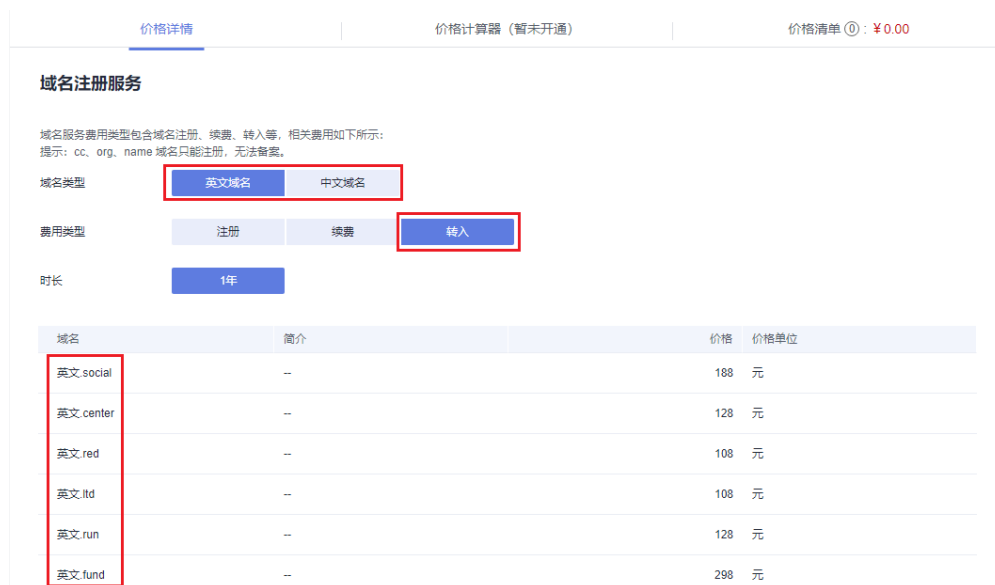 价格详情 价格计算器（暂未开通） 价格清单 ⓪ : ￥0.00
域名注册服务
域名服务费用类型包含域名注册、续费、转入等，相关费用如下所示：
提示：cc、org、name 域名只能注册，无法备案。
域名类型 英文域名 中文域名
费用类型 注册 续费 转入
时长 1年
域名 简介 价格 价格单位
英文.social -- 188 元
英文.center -- 128 元
英文.red -- 108 元
英文.ltd -- 108 元
英文.run -- 128 元
英文.fund -- 298 元